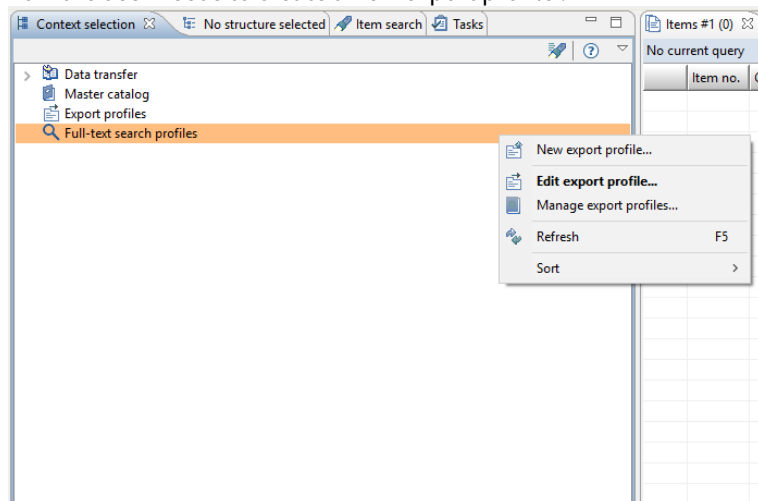 Context selection
No structure selected
Item search
Tasks
Items #1 (0)
No current query
Item no.
Data transfer
Master catalog
Export profiles
Full-text search profiles
New export profile...
Edit export profile...
Manage export profiles...
Refresh F5
Sort